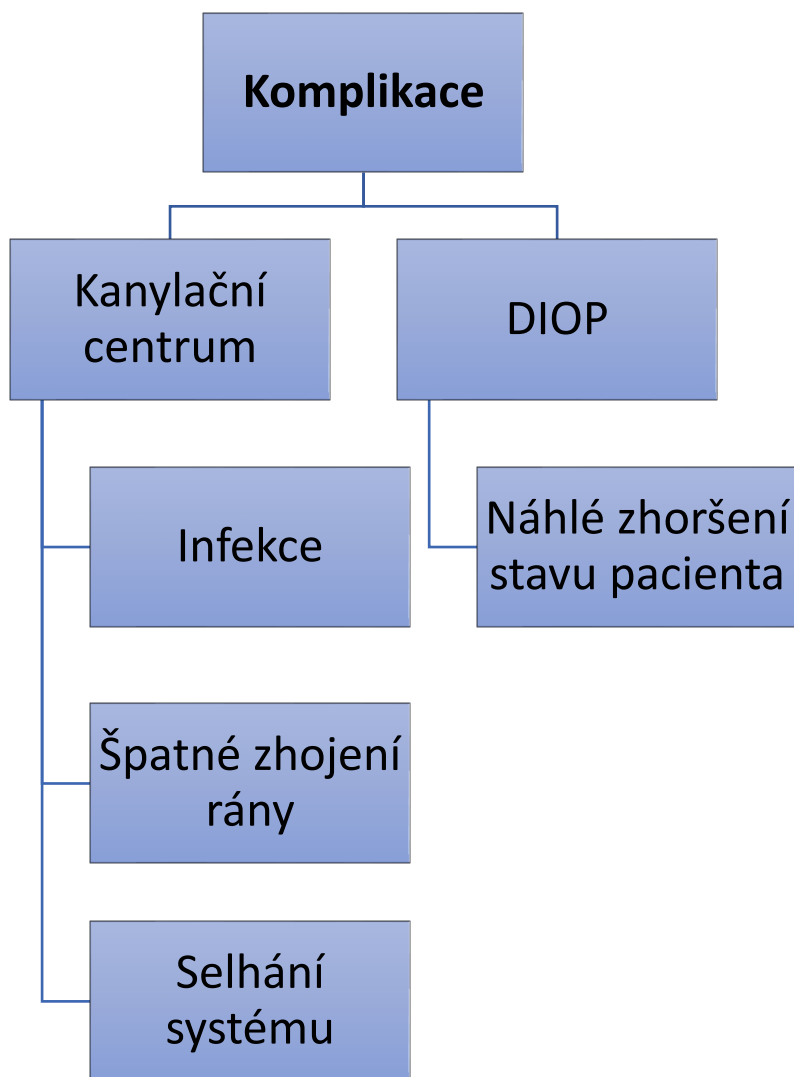 Komplikace
Kanylační
centrum
DIOP
Infekce
Náhlé zhoršení
stavu pacienta
Špatné zhojení
rány
Selhání
systému